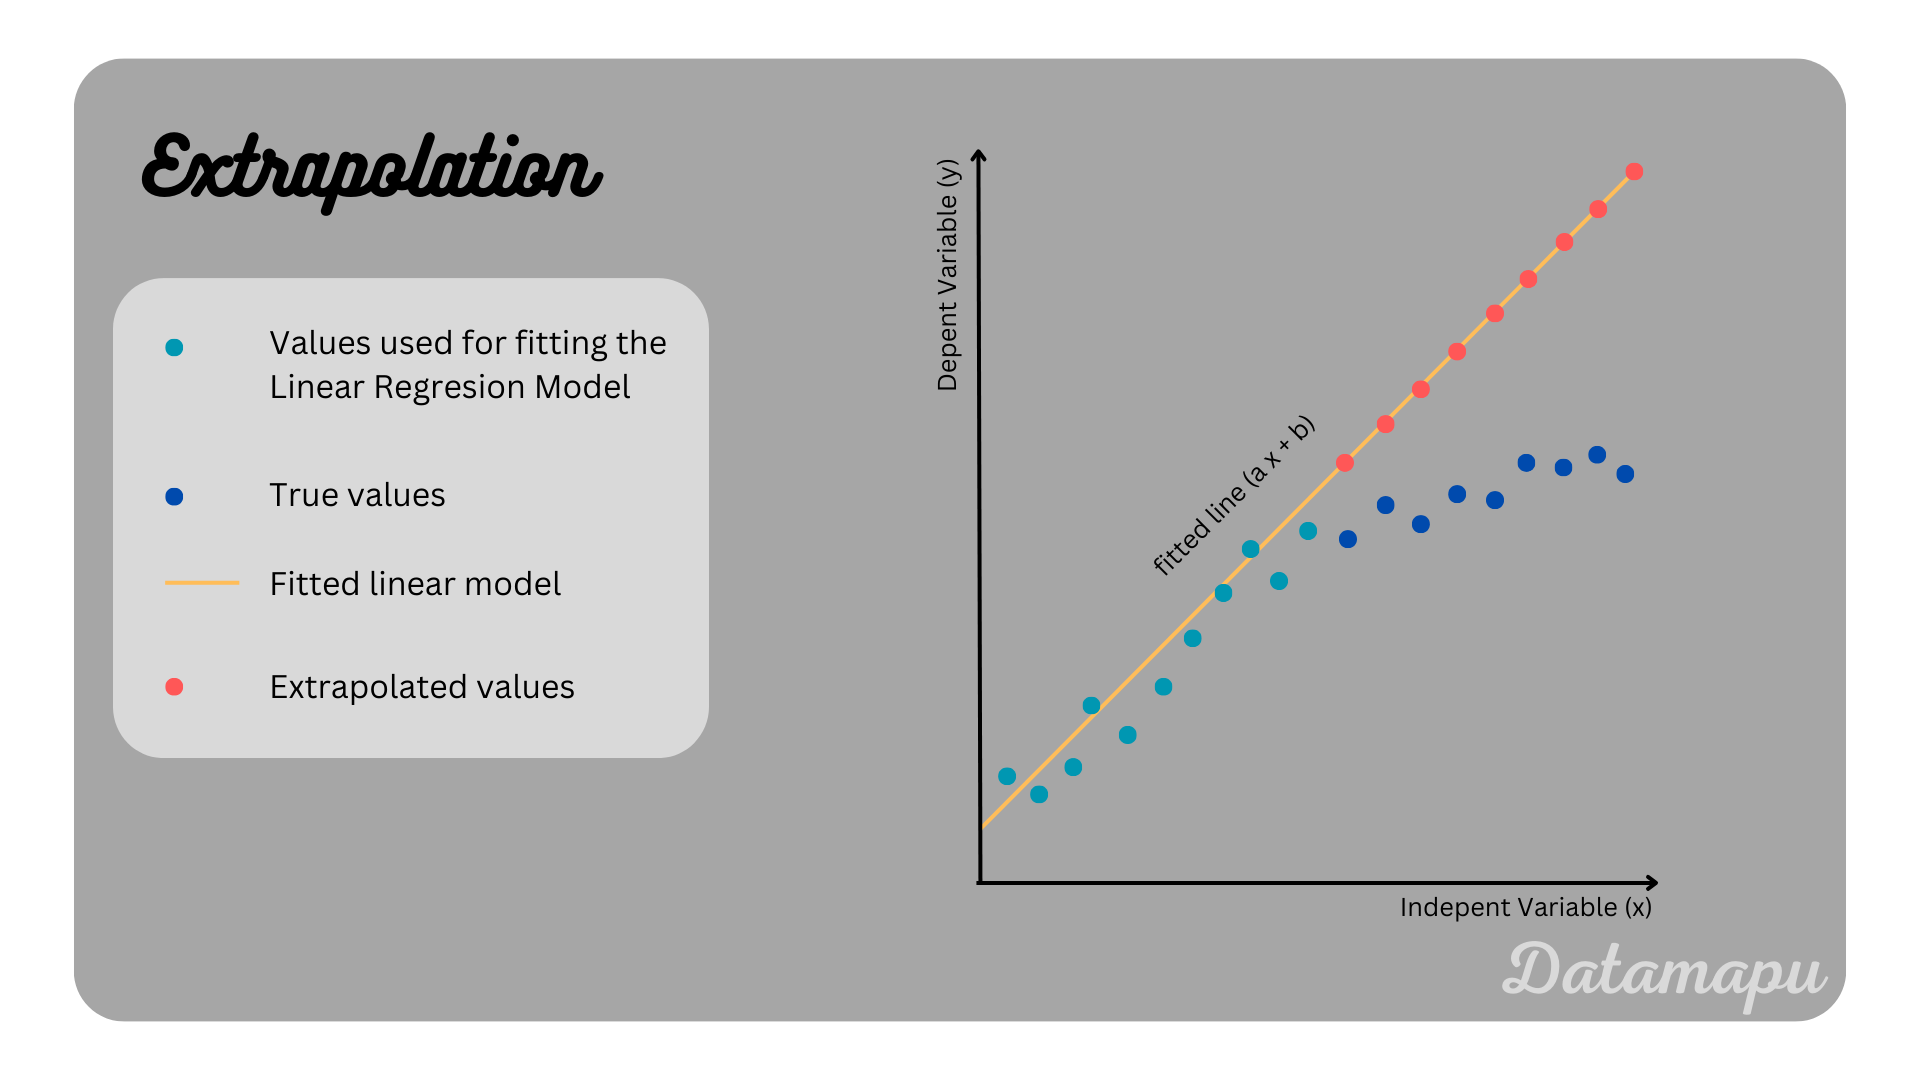 Extrapolation
Values used for fitting the
Linear Regresion Model
True values
Fitted linear model
Extrapolated values
Depent Variable (y)
fitted line (a x + b)
Indepent Variable (x)
Datamapu